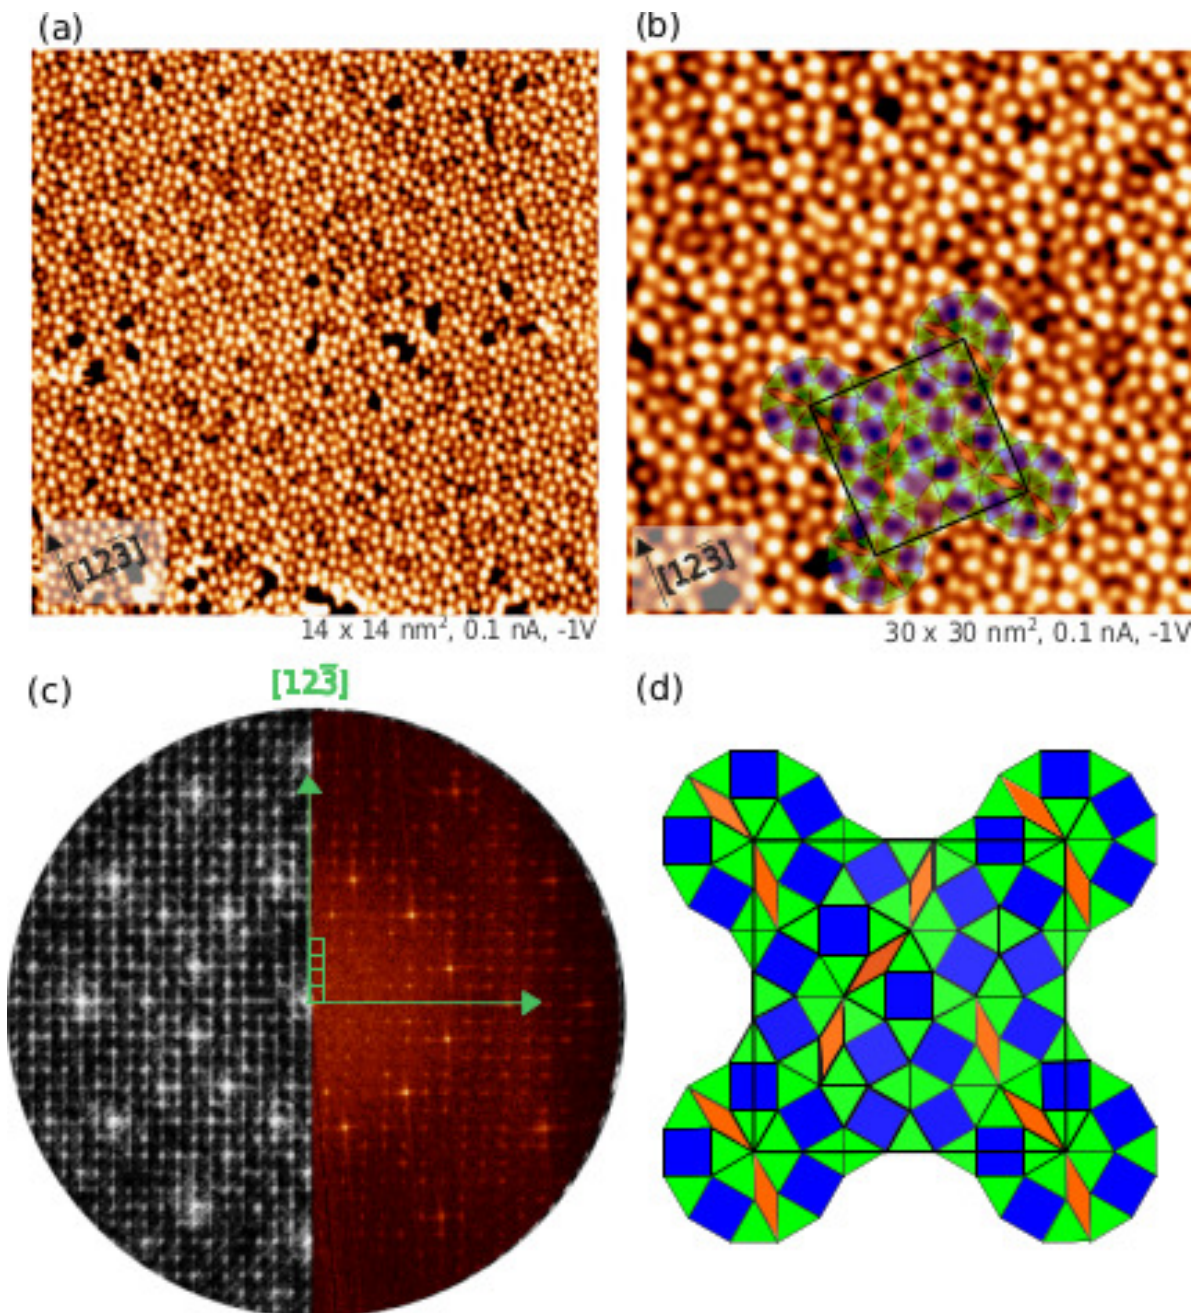 (a)
(b)
[123̅]
14 x 14 nm², 0.1 nA, -1V
[123̅]
30 x 30 nm², 0.1 nA, -1V
(c)
[123̅]
(d)